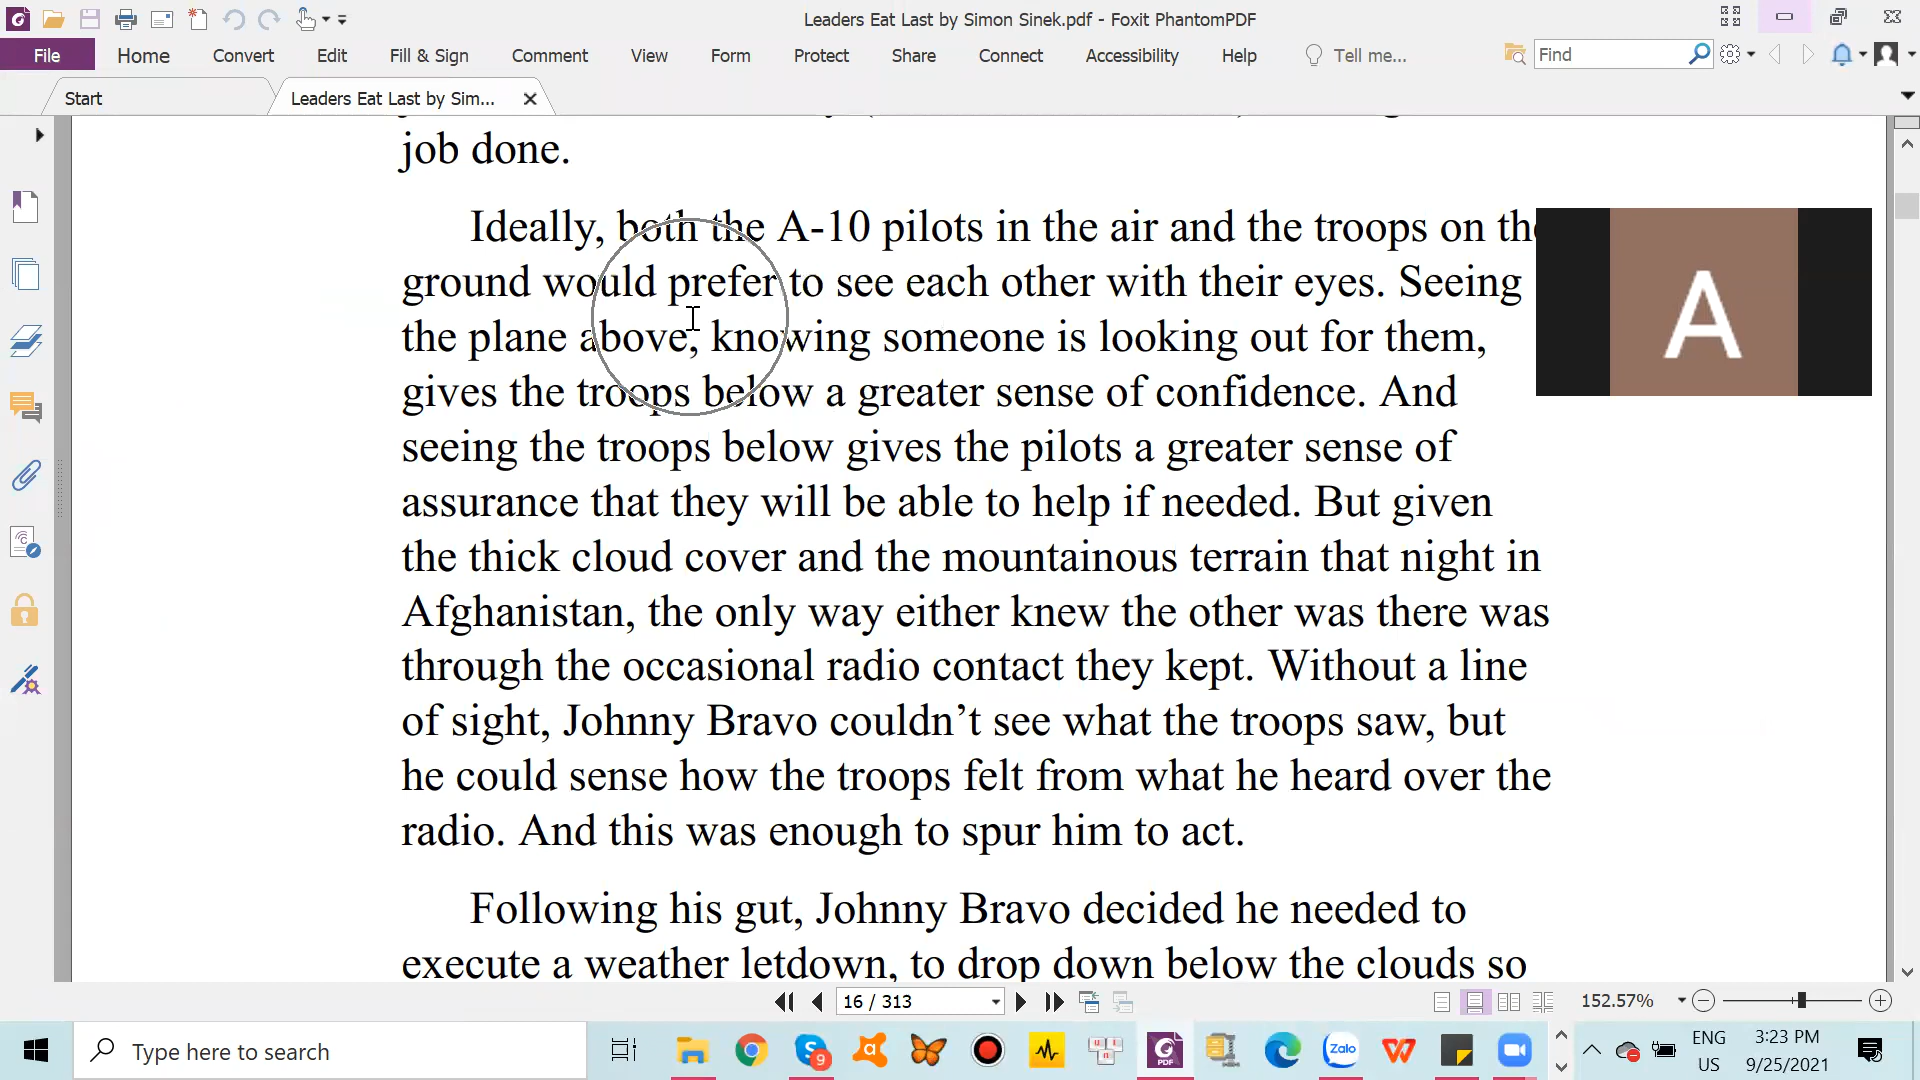 Leaders Eat Last by Simon Sinek.pdf - Foxit PhantomPDF
File Home Convert Edit Fill & Sign Comment View Form Protect Share Connect Accessibility Help Tell me... Find
Start Leaders Eat Last by Sim...
job done.
Ideally, both the A-10 pilots in the air and the troops on the
ground would prefer to see each other with their eyes. Seeing
the plane above, knowing someone is looking out for them,
gives the troops below a greater sense of confidence. And
seeing the troops below gives the pilots a greater sense of
assurance that they will be able to help if needed. But given
the thick cloud cover and the mountainous terrain that night in
Afghanistan, the only way either knew the other was there was
through the occasional radio contact they kept. Without a line
of sight, Johnny Bravo couldn’t see what the troops saw, but
he could sense how the troops felt from what he heard over the
radio. And this was enough to spur him to act.
Following his gut, Johnny Bravo decided he needed to
execute a weather letdown, to drop down below the clouds so
A
16 / 313
152.57%
Type here to search
9
PDF
Zalo
ENG
US
3:23 PM
9/25/2021